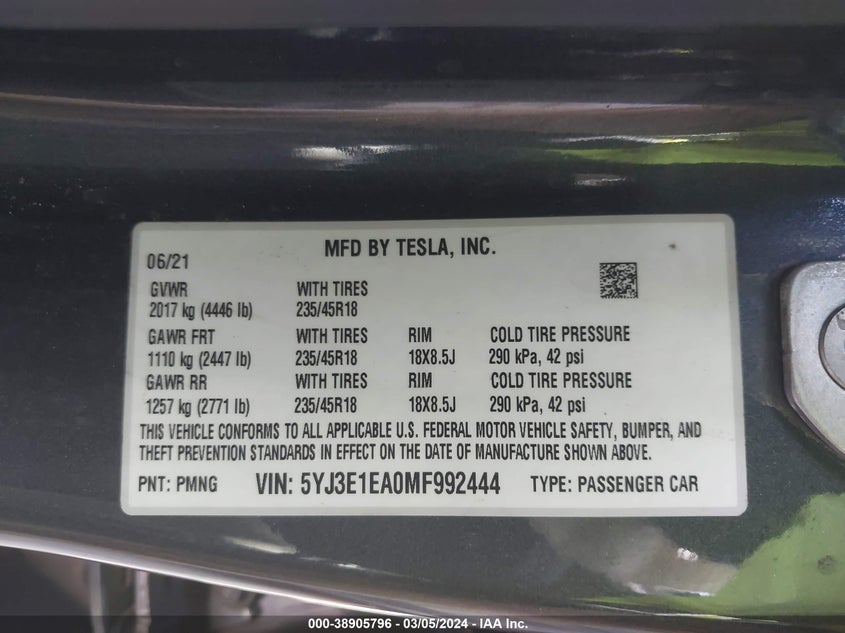 MFD BY TESLA, INC.
06/21
GVWR WITH TIRES
2017 kg (4446 lb) 235/45R18
GAWR FRT WITH TIRES RIM COLD TIRE PRESSURE
1110 kg (2447 lb) 235/45R18 18X8.5J 290 kPa, 42 psi
GAWR RR WITH TIRES RIM COLD TIRE PRESSURE
1257 kg (2771 lb) 235/45R18 18X8.5J 290 kPa, 42 psi
THIS VEHICLE CONFORMS TO ALL APPLICABLE U.S. FEDERAL MOTOR VEHICLE SAFETY, BUMPER, AND
THEFT PREVENTION STANDARDS IN EFFECT ON THE DATE OF MANUFACTURE SHOWN ABOVE.
PNT: PMNG VIN: 5YJ3E1EA0MF992444 TYPE: PASSENGER CAR
000-38905796 - 03/05/2024 - IAA Inc.